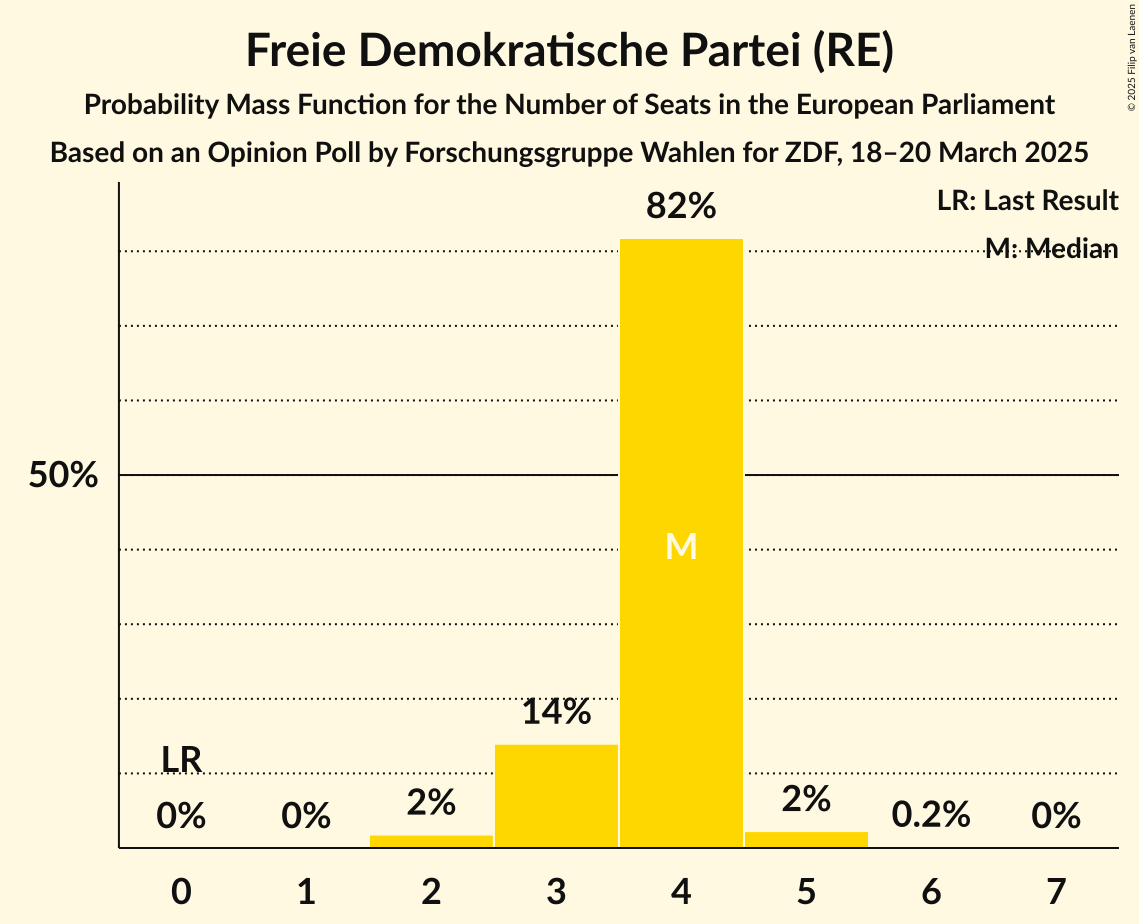 Freie Demokratische Partei (RE)
Probability Mass Function for the Number of Seats in the European Parliament
Based on an Opinion Poll by Forschungsgruppe Wahlen for ZDF, 18–20 March 2025
© 2025 Filip van Laenen
LR: Last Result
M: Median
82%
50%
M
14%
LR
0%
0%
2%
2%
0.2%
0%
0
1
2
3
4
5
6
7